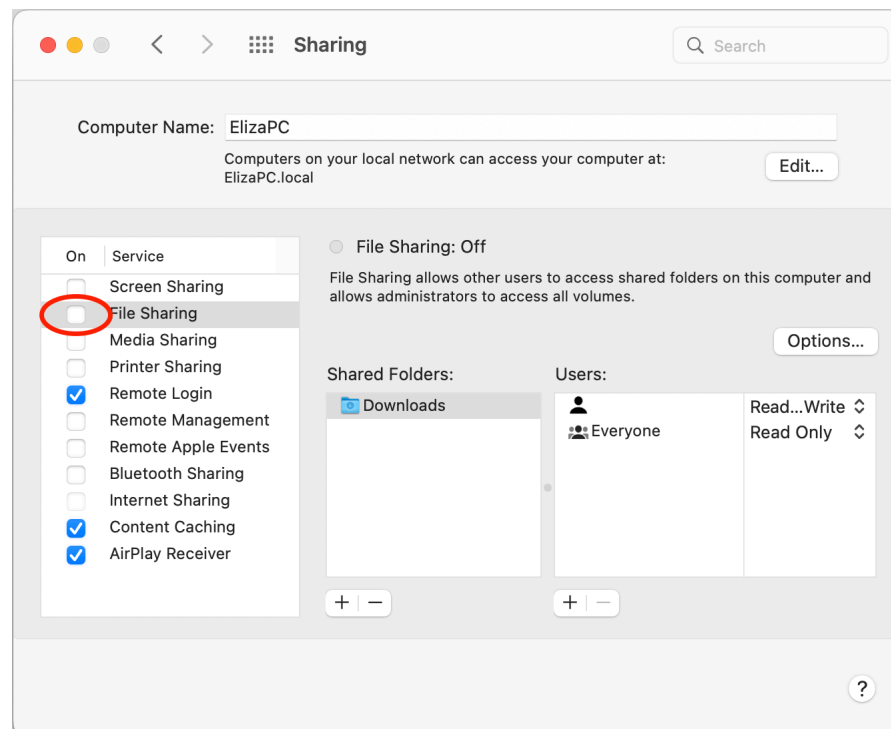 Sharing
Search
Computer Name: ElizaPC
Computers on your local network can access your computer at:
ElizaPC.local
Edit...
On Service
Screen Sharing
File Sharing
Media Sharing
Printer Sharing
Remote Login
Remote Management
Remote Apple Events
Bluetooth Sharing
Internet Sharing
Content Caching
AirPlay Receiver
File Sharing: Off
File Sharing allows other users to access shared folders on this computer and
allows administrators to access all volumes.
Options...
Shared Folders:
Downloads
Users:
Read...Write
Everyone Read Only
+ −
+ −
?